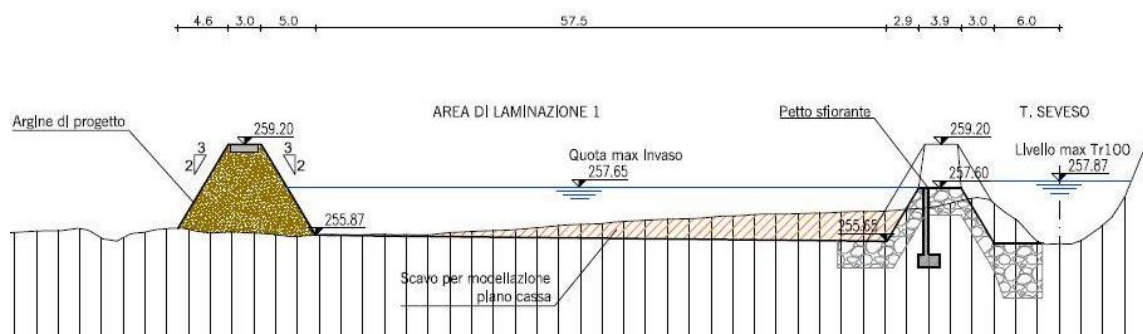 4.6 3.0 5.0 57.5 2.9 3.9 3.0 6.0
AREA DI LAMINAZIONE 1
Petto sfiorante
T. SEVESO
Argine di progetto
259.20
259.20
Livello max Tr100
3
2
3
2
Quota max Invaso
257.65
257.60
257.87
255.87
255.65
Scavo per modellazione
plano cassa